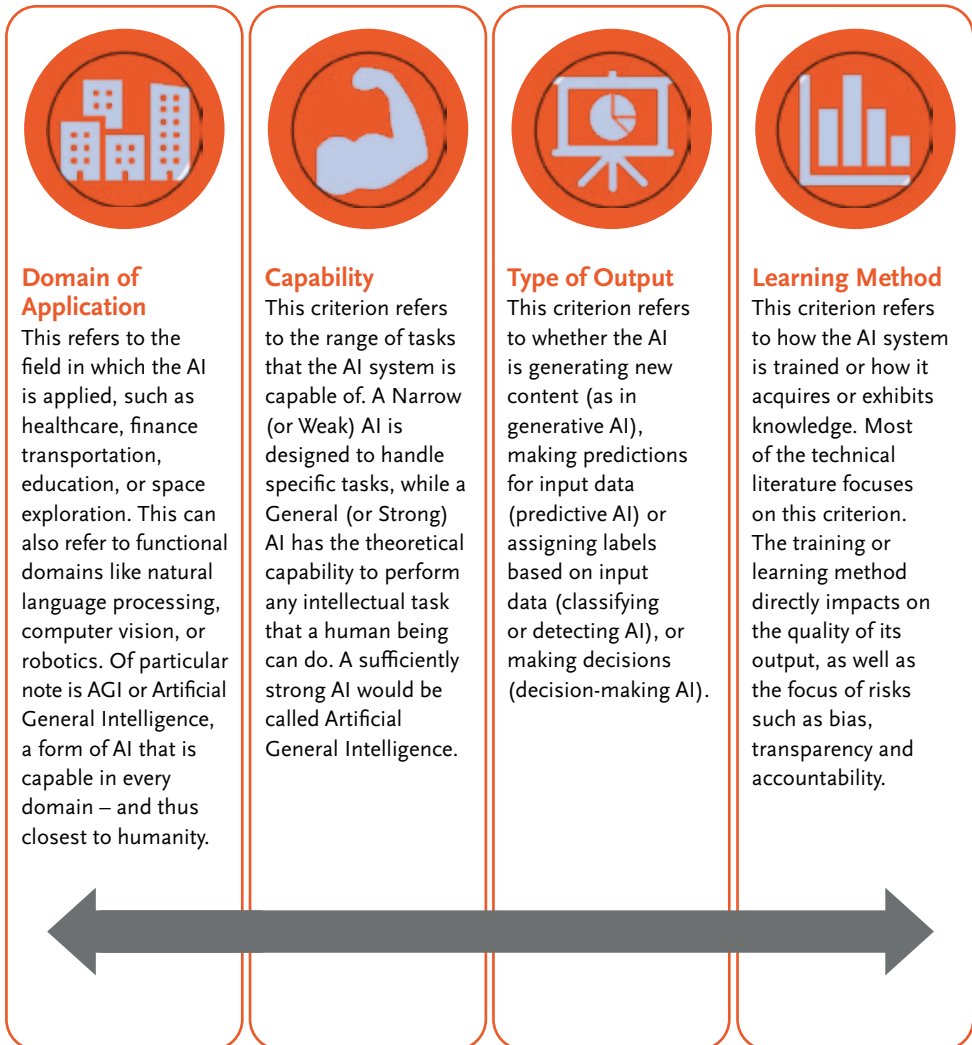 Domain of
Application
This refers to the
field in which the AI
is applied, such as
healthcare, finance
transportation,
education, or space
exploration. This can
also refer to functional
domains like natural
language processing,
computer vision, or
robotics. Of particular
note is AGI or Artificial
General Intelligence,
a form of AI that is
capable in every
domain – and thus
closest to humanity.
Capability
This criterion refers
to the range of tasks
that the AI system is
capable of. A Narrow
(or Weak) AI is
designed to handle
specific tasks, while a
General (or Strong)
AI has the theoretical
capability to perform
any intellectual task
that a human being
can do. A sufficiently
strong AI would be
called Artificial
General Intelligence.
Type of Output
This criterion refers
to whether the AI
is generating new
content (as in
generative AI),
making predictions
for input data
(predictive AI) or
assigning labels
based on input
data (classifying
or detecting AI), or
making decisions
(decision-making AI).
Learning Method
This criterion refers
to how the AI system
is trained or how it
acquires or exhibits
knowledge. Most
of the technical
literature focuses
on this criterion.
The training or
learning method
directly impacts on
the quality of its
output, as well as
the focus of risks
such as bias,
transparency and
accountability.